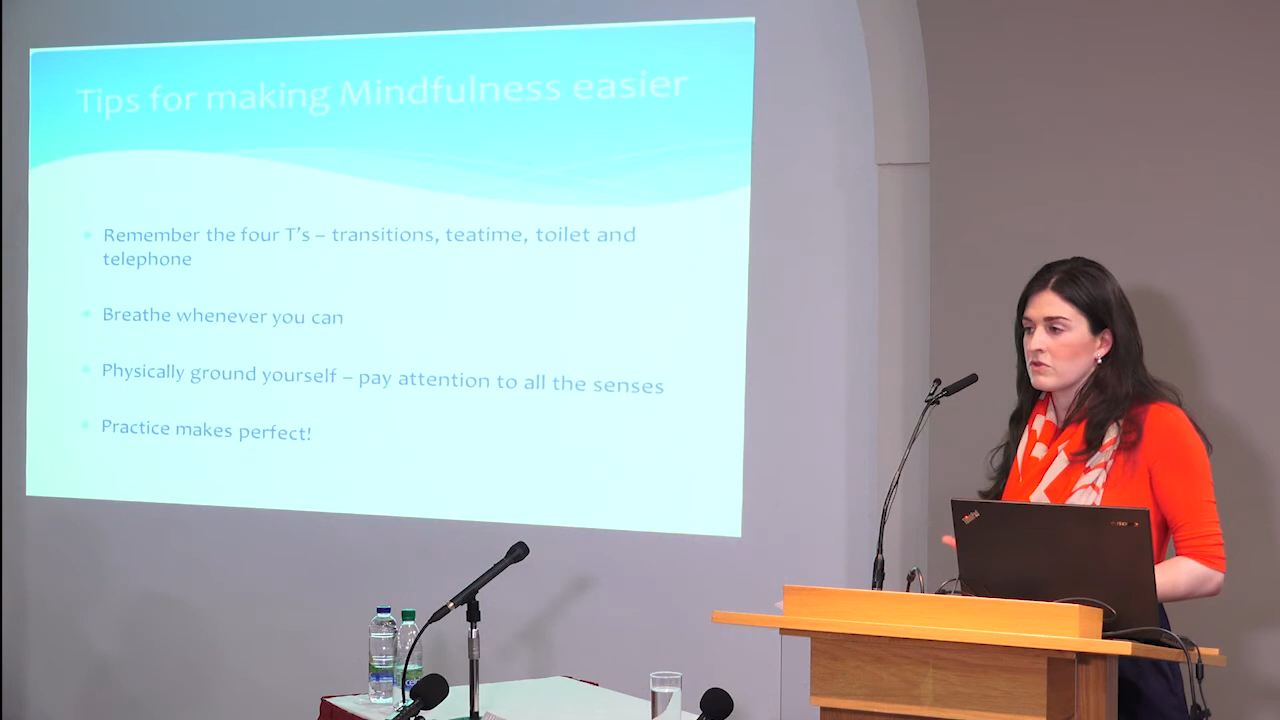 Tips for making Mindfulness easier
Remember the four T's – transitions, teatime, toilet and
telephone
Breathe whenever you can
Physically ground yourself – pay attention to all the senses
Practice makes perfect!